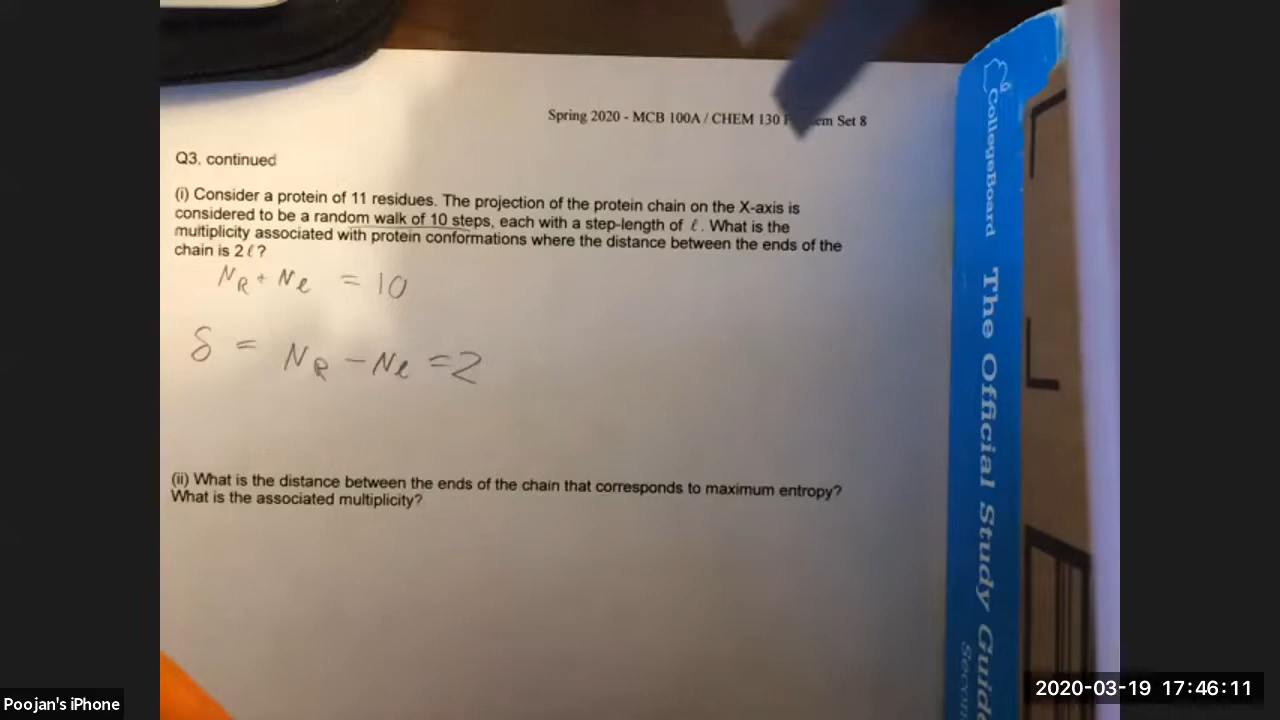 Spring 2020 - MCB 100A / CHEM 130 Set 8
Q3, continued
(i) Consider a protein of 11 residues. The projection of the protein chain on the X-axis is
considered to be a random walk of 10 steps, each with a step-length of ℓ. What is the
multiplicity associated with protein conformations where the distance between the ends of the
chain is 2 ℓ ?
N_R + N_l = 10
δ = N_R - N_l = 2
(ii) What is the distance between the ends of the chain that corresponds to maximum entropy?
What is the associated multiplicity?
CollegeBoard
The Official Study Guide
Poojan's iPhone
2020-03-19 17:46:11